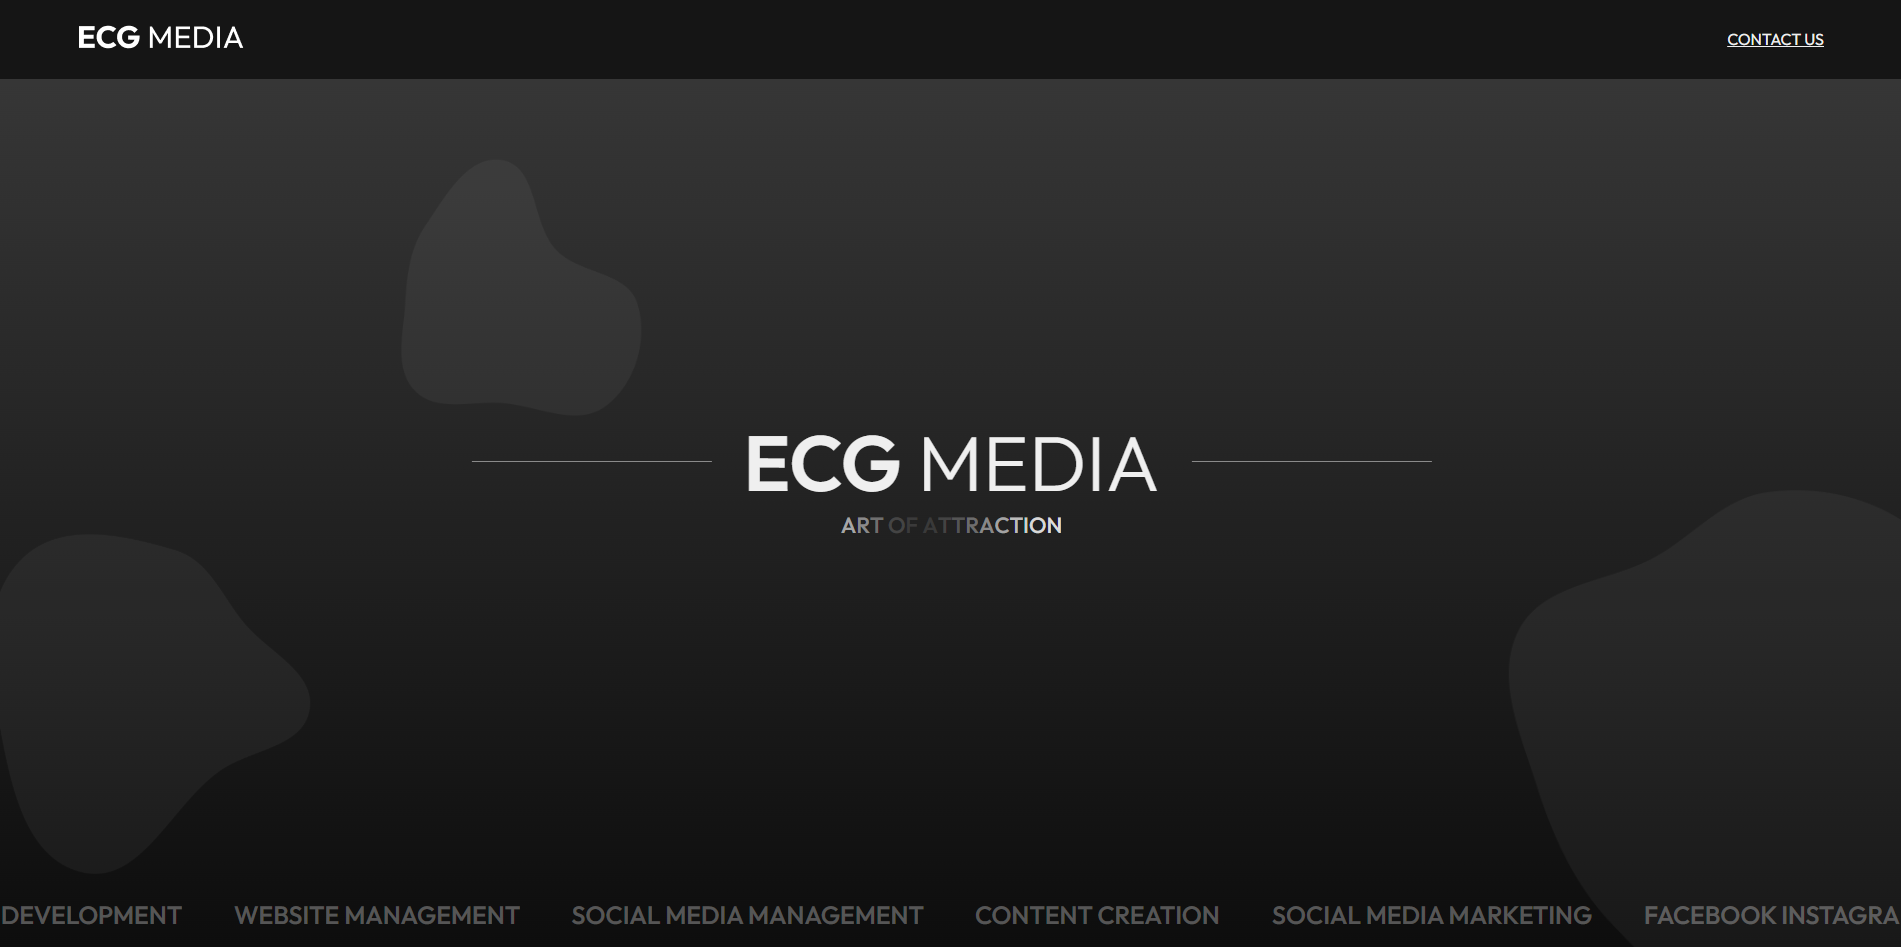 ECG MEDIA
CONTACT US
ECG MEDIA
ART OF ATTRACTION
DEVELOPMENT WEBSITE MANAGEMENT SOCIAL MEDIA MANAGEMENT CONTENT CREATION SOCIAL MEDIA MARKETING FACEBOOK INSTAGRA